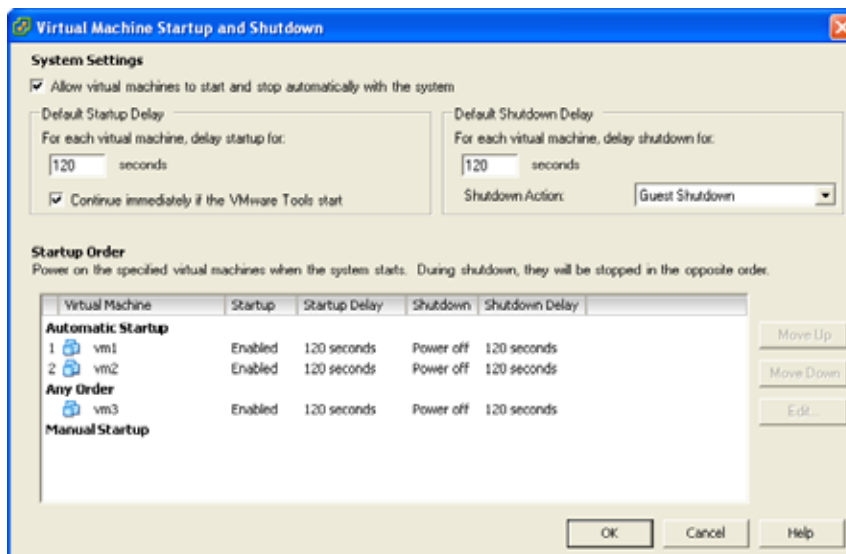 Virtual Machine Startup and Shutdown
System Settings
Allow virtual machines to start and stop automatically with the system
Default Startup Delay
For each virtual machine, delay startup for:
120 seconds
Continue immediately if the VMware Tools start
Default Shutdown Delay
For each virtual machine, delay shutdown for:
120 seconds
Shutdown Action: Guest Shutdown
Startup Order
Power on the specified virtual machines when the system starts. During shutdown, they will be stopped in the opposite order.
Virtual Machine Startup Startup Delay Shutdown Shutdown Delay
Automatic Startup
1 vm1 Enabled 120 seconds Power off 120 seconds
2 vm2 Enabled 120 seconds Power off 120 seconds
Any Order
vm3 Enabled 120 seconds Power off 120 seconds
Manual Startup
Move Up
Move Down
Edit...
OK Cancel Help